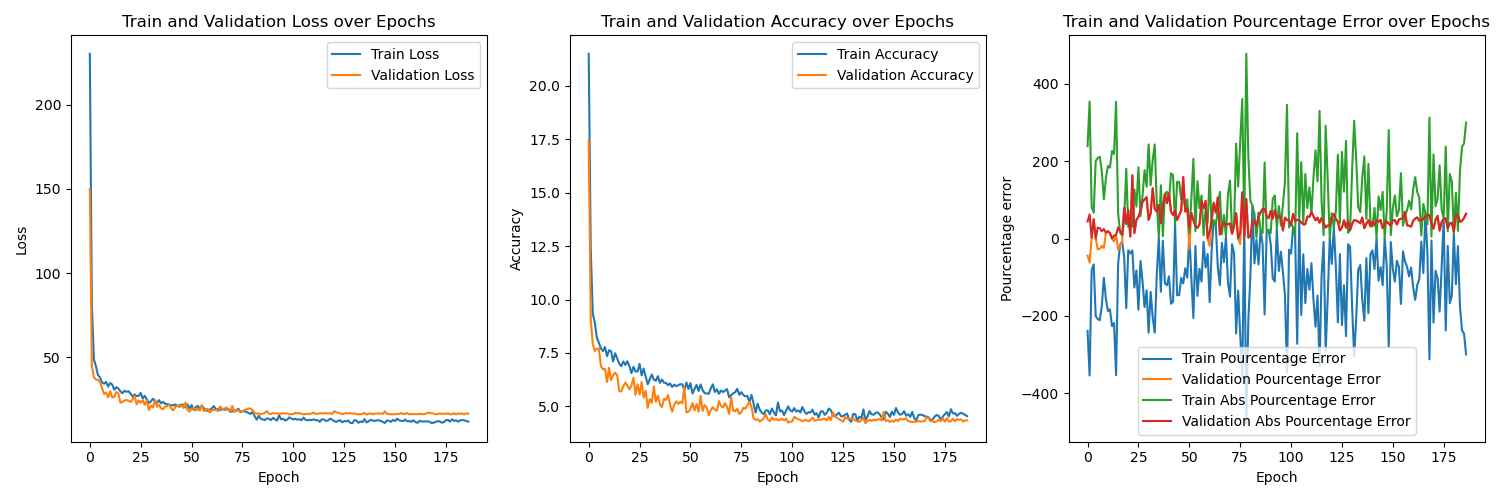 Train and Validation Loss over Epochs
Train Loss
Validation Loss
200
150
100
50
Loss
0 25 50 75 100 125 150 175
Epoch
Train and Validation Accuracy over Epochs
Train Accuracy
Validation Accuracy
20.0
17.5
15.0
12.5
10.0
7.5
5.0
Accuracy
0 25 50 75 100 125 150 175
Epoch
Train and Validation Pourcentage Error over Epochs
400
200
0
−200
−400
Pourcentage error
Train Pourcentage Error
Validation Pourcentage Error
Train Abs Pourcentage Error
Validation Abs Pourcentage Error
0 25 50 75 100 125 150 175
Epoch